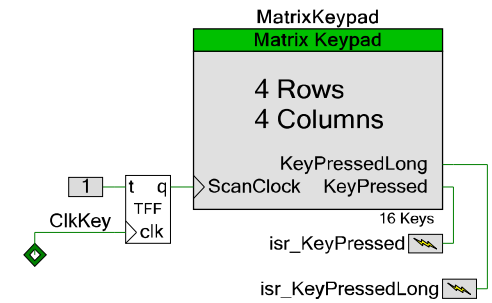 MatrixKeypad
Matrix Keypad
4 Rows
4 Columns
KeyPressedLong
1 t q ScanClock KeyPressed
TFF
ClkKey clk
16 Keys
isr_KeyPressed
isr_KeyPressedLong